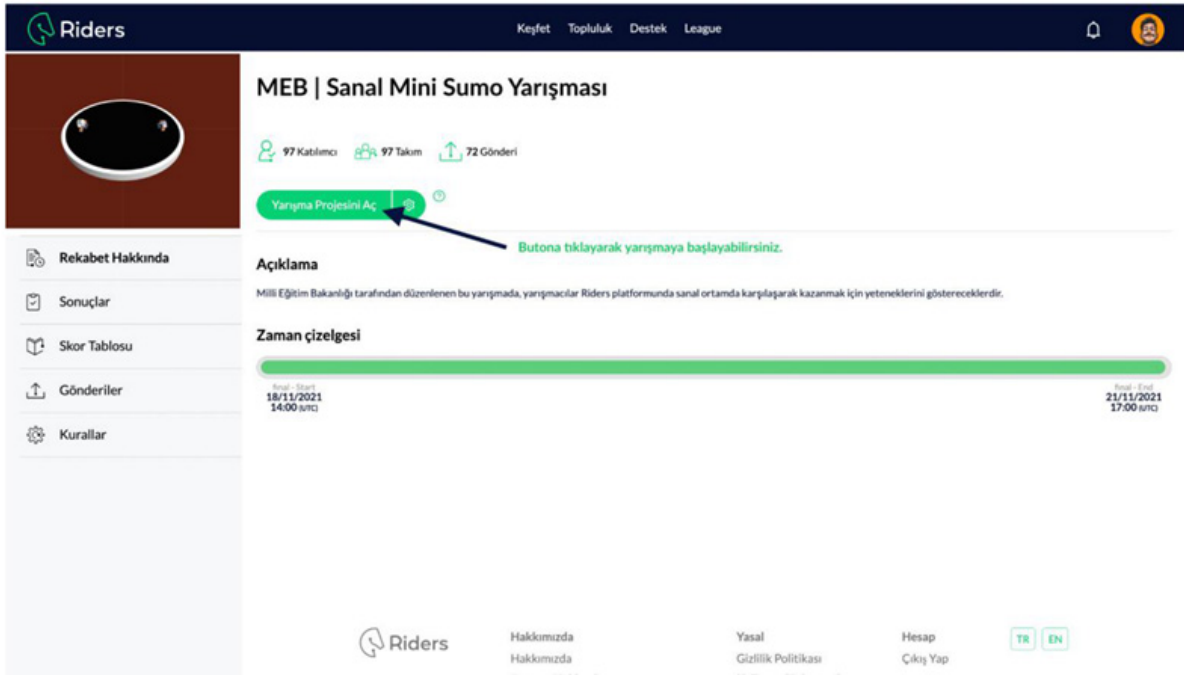 Riders
Keşfet Topluluk Destek League
MEB | Sanal Mini Sumo Yarışması
97 Katılımcı 97 Takım 72 Gönderi
Yarışma Projesini Aç
Butona tıklayarak yarışmaya başlayabilirsiniz.
Rekabet Hakkında
Sonuçlar
Skor Tablosu
Gönderiler
Kurallar
Açıklama
Milli Eğitim Bakanlığı tarafından düzenlenen bu yarışmada, yarışmacılar Riders platformunda sanal ortamda karşılaşarak kazanmak için yeteneklerini göstereceklerdir.
Zaman çizelgesi
final - Start
18/11/2021
14:00 (UTC)
final - End
21/11/2021
17:00 (UTC)
Riders
Hakkımızda
Hakkımızda
Yasal
Gizlilik Politikası
Hesap
Çıkış Yap
TR EN